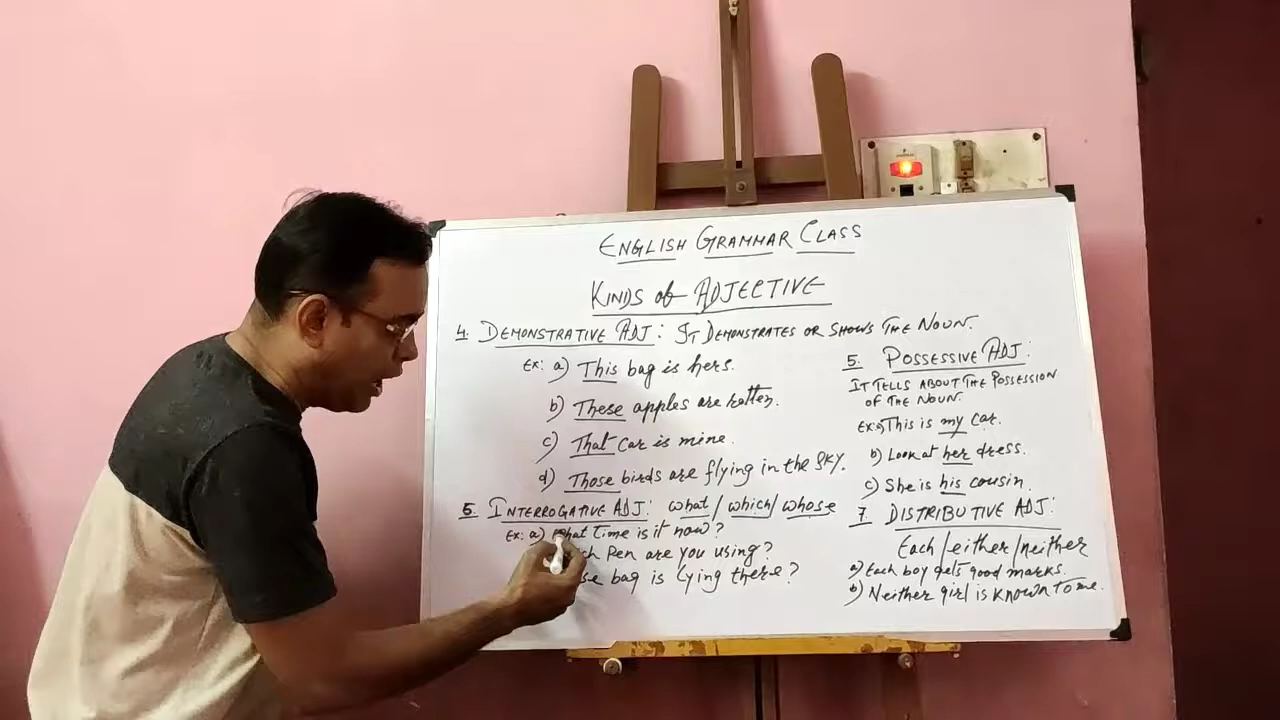 ENGLISH GRAMMAR CLASS
KINDS of ADJECTIVE
4. DEMONSTRATIVE ADJ: IT DEMONSTRATES OR SHOWS THE NOUN.
Ex: a) This bag is hers.
b) These apples are rotten.
c) That car is mine.
d) Those birds are flying in the sky.
5. POSSESSIVE ADJ:
IT TELLS ABOUT THE POSSESSION
OF THE NOUN.
Ex: a) This is my car.
b) Look at her dress.
c) She is his cousin.
6. INTERROGATIVE ADJ: what / which / whose
Ex: a) what time is it now?
Pen are you using?
bag is lying there?
7. DISTRIBUTIVE ADJ:
Each / either / neither
a) Each boy gets good marks.
b) Neither girl is known to me.